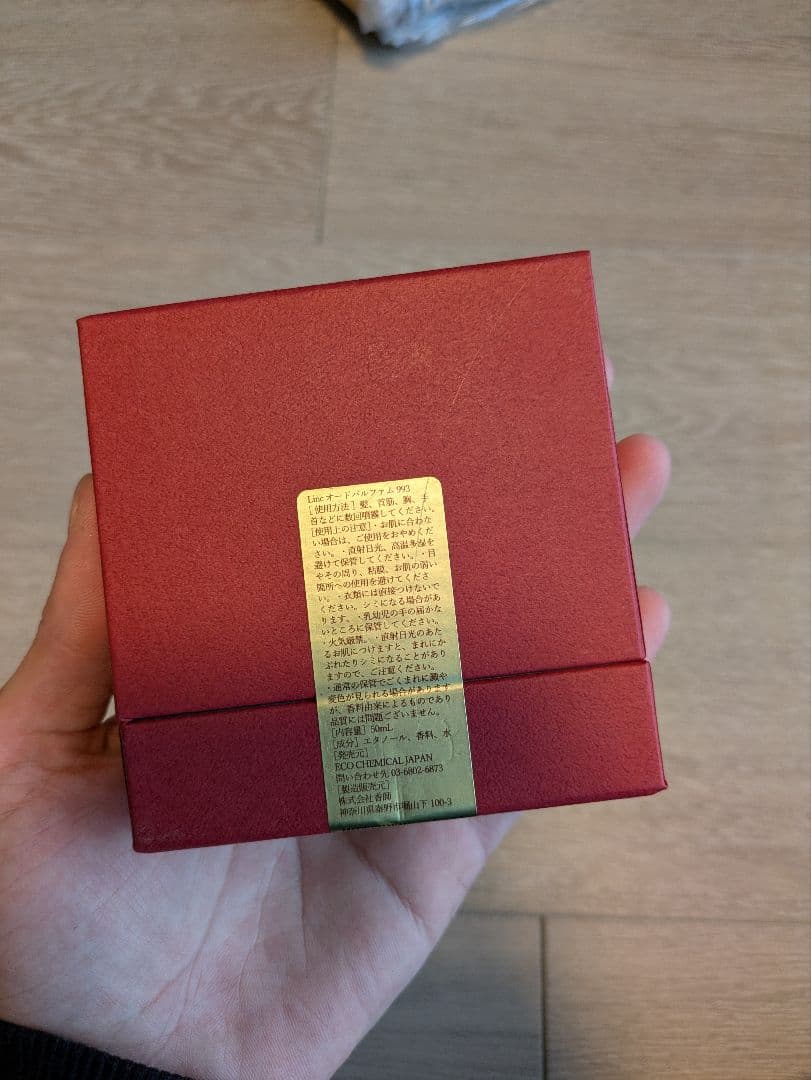 Linc オードパルファム 993
[使用方法] 髪、首筋、胸、手
首などに数回噴霧してください。
[使用上の注意]・お肌に合わな
い場合は、ご使用をおやめくだ
さい。・直射日光、高温多湿を
避けて保管してください。・目
やその周り、粘膜、お肌の弱い
箇所への使用を避けてくださ
い。・衣類には直接つけないで
ください。シミになる場合があ
ります。・乳幼児の手の届かな
いところに保管してください。
・火気厳禁。・直射日光のあた
るお肌につけますと、まれにか
ぶれたりシミになることがあり
ますので、ご注意ください。
・通常の保管でごくまれに澱や
変色が見られる場合があります
が、香料由来によるものであり
品質には問題ございません。
[内容量] 50mL
[成分] エタノール、香料、水
[発売元]
ECO CHEMICAL JAPAN
問い合わせ先 03-6802-6873
[製造販売元]
株式会社香師
神奈川県秦野市堀山下 100-3